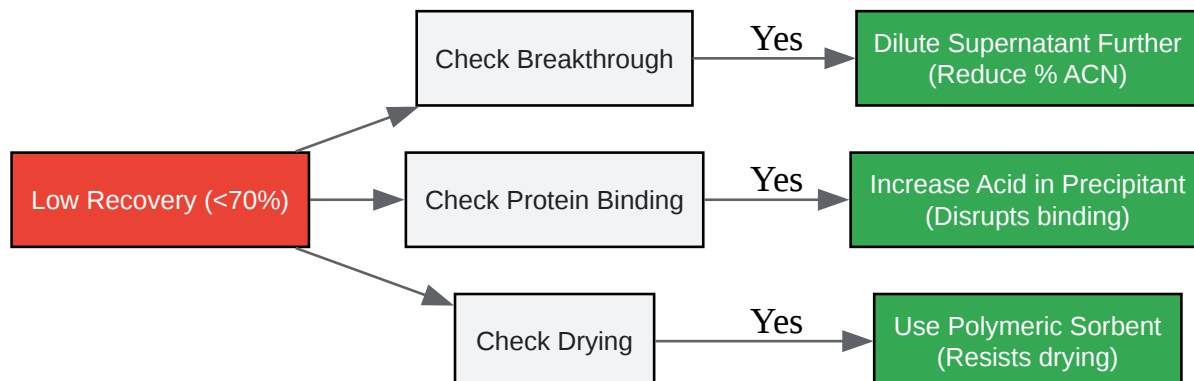 Check Breakthrough
Yes
Dilute Supernatant Further
(Reduce % ACN)
Low Recovery (<70%)
Check Protein Binding
Yes
Increase Acid in Precipitant
(Disrupts binding)
Check Drying
Yes
Use Polymeric Sorbent
(Resists drying)